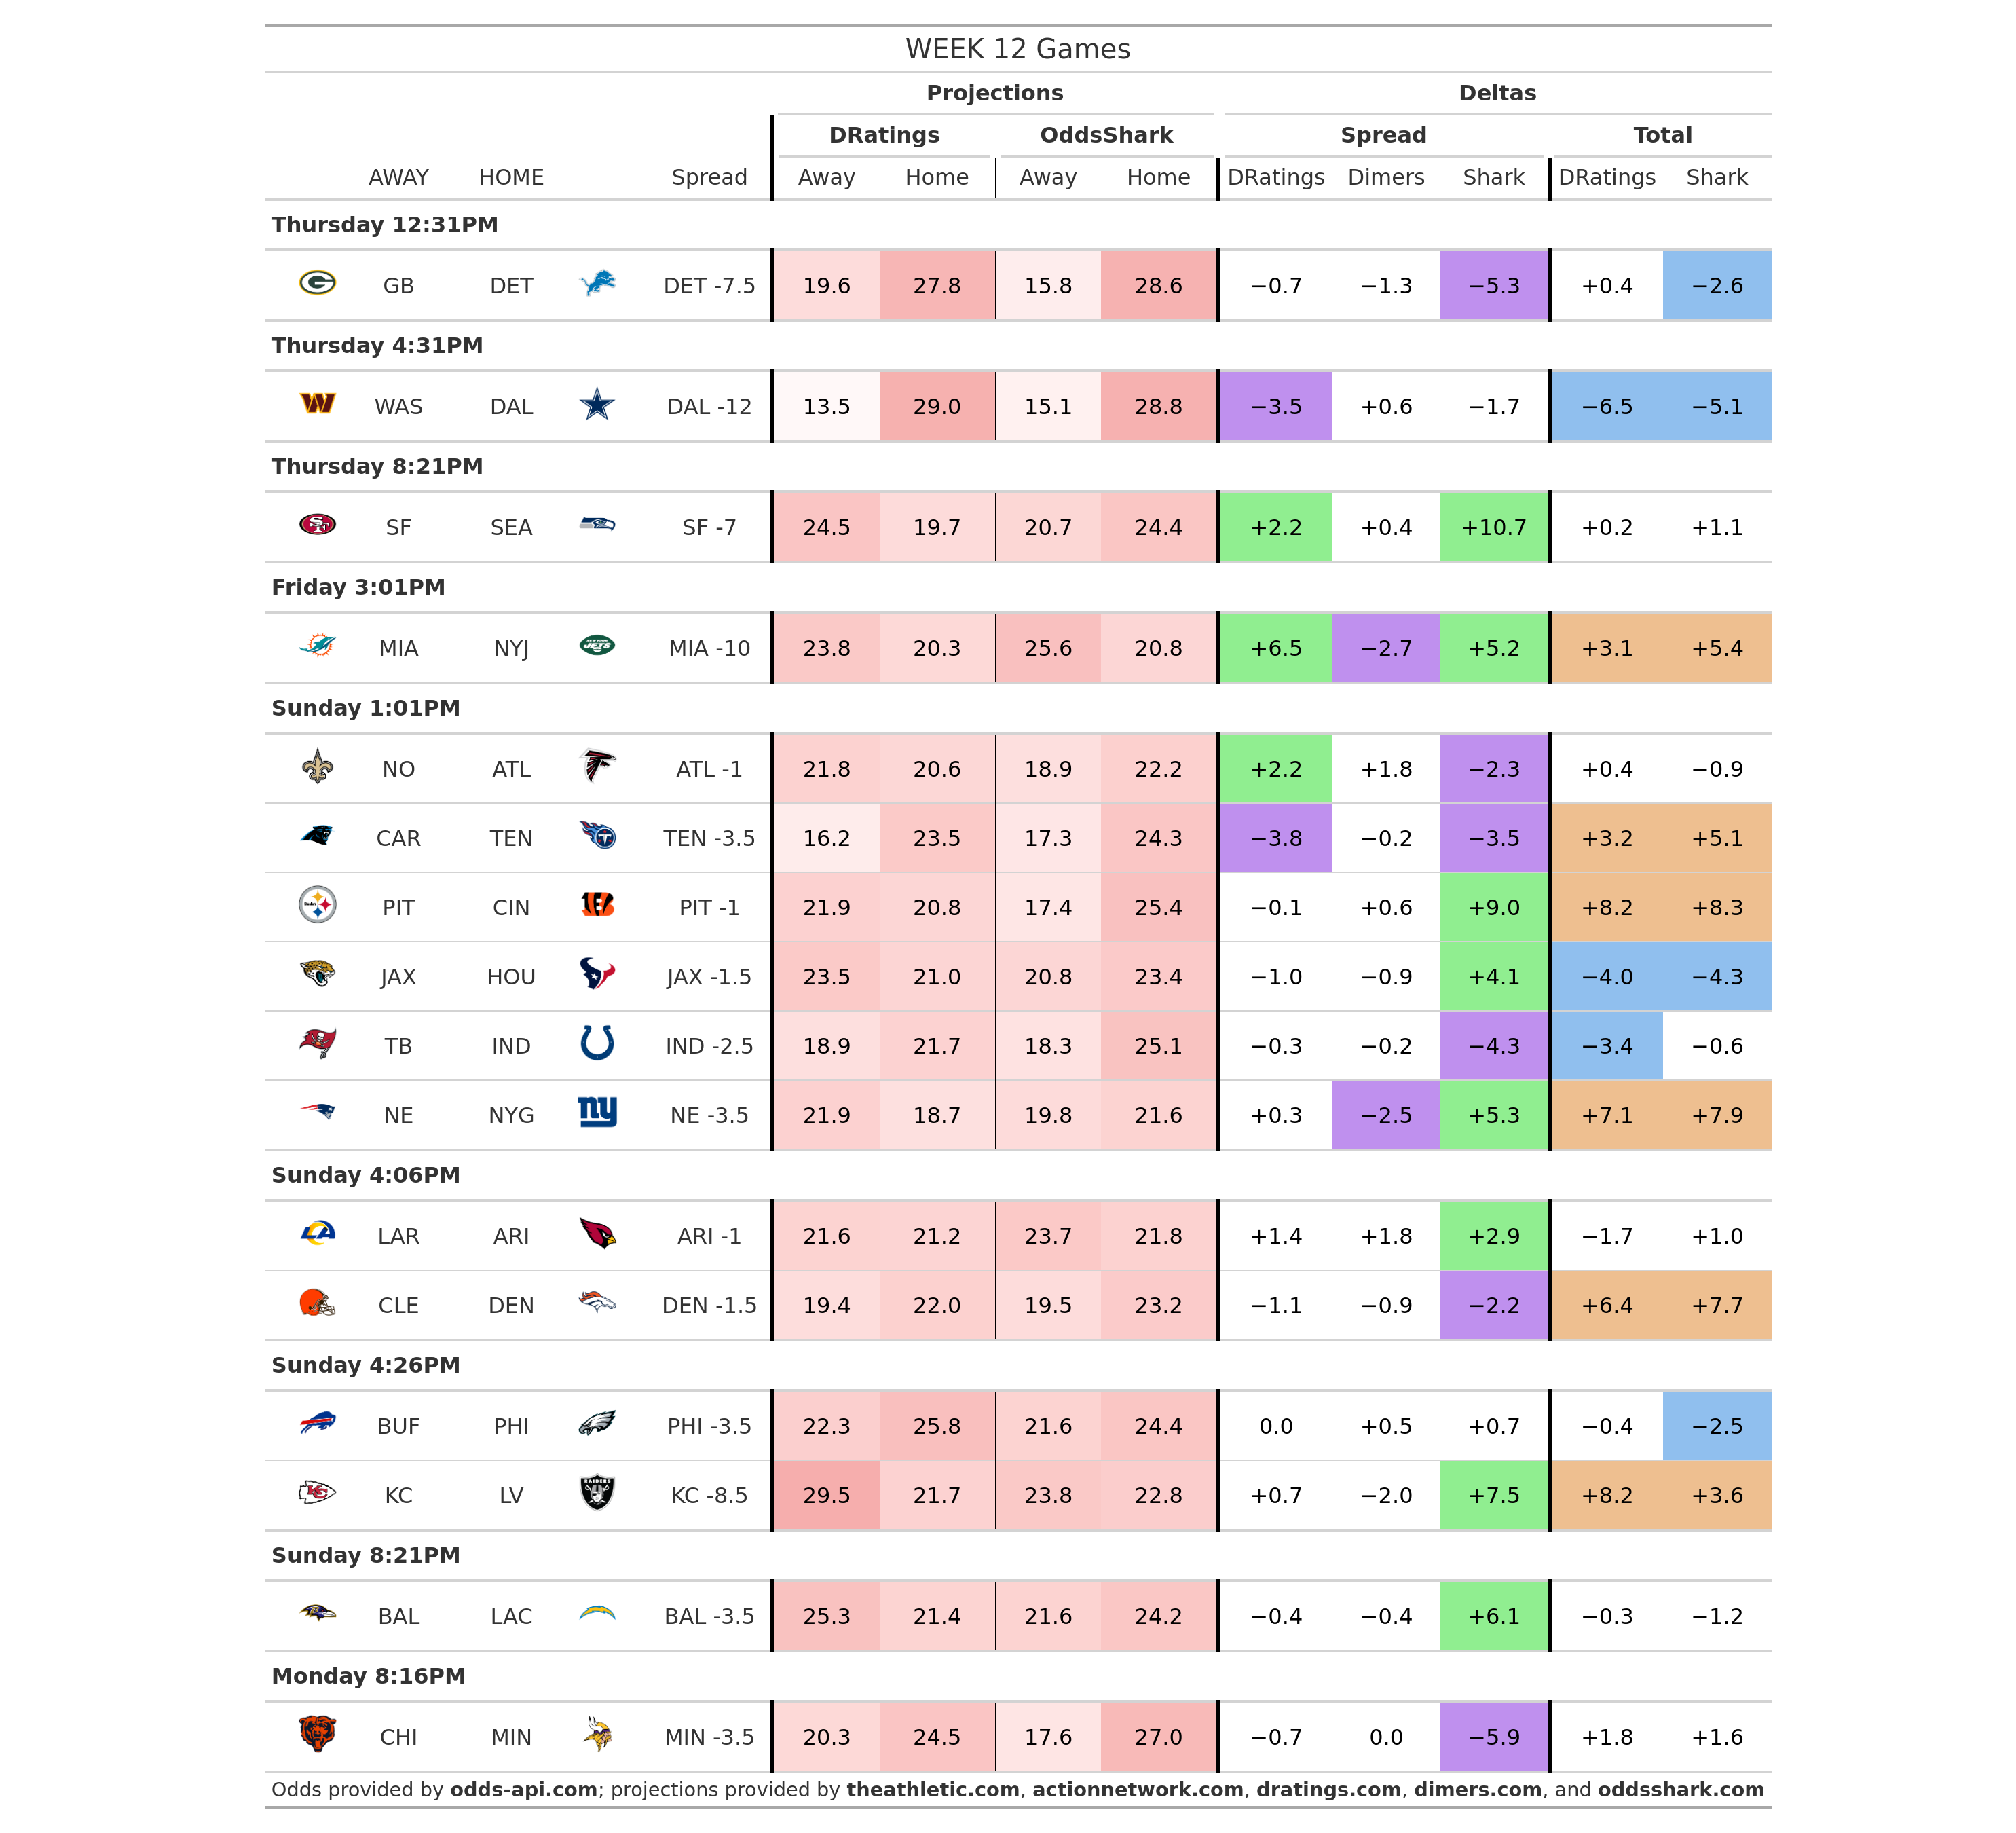 WEEK 12 Games
Projections Deltas
DRatings OddsShark Spread Total
AWAY HOME Spread Away Home Away Home DRatings Dimers Shark DRatings Shark
Thursday 12:31PM
GB DET DET -7.5 19.6 27.8 15.8 28.6 −0.7 −1.3 −5.3 +0.4 −2.6
Thursday 4:31PM
WAS DAL DAL -12 13.5 29.0 15.1 28.8 −3.5 +0.6 −1.7 −6.5 −5.1
Thursday 8:21PM
SF SEA SF -7 24.5 19.7 20.7 24.4 +2.2 +0.4 +10.7 +0.2 +1.1
Friday 3:01PM
MIA NYJ MIA -10 23.8 20.3 25.6 20.8 +6.5 −2.7 +5.2 +3.1 +5.4
Sunday 1:01PM
NO ATL ATL -1 21.8 20.6 18.9 22.2 +2.2 +1.8 −2.3 +0.4 −0.9
CAR TEN TEN -3.5 16.2 23.5 17.3 24.3 −3.8 −0.2 −3.5 +3.2 +5.1
PIT CIN PIT -1 21.9 20.8 17.4 25.4 −0.1 +0.6 +9.0 +8.2 +8.3
JAX HOU JAX -1.5 23.5 21.0 20.8 23.4 −1.0 −0.9 +4.1 −4.0 −4.3
TB IND IND -2.5 18.9 21.7 18.3 25.1 −0.3 −0.2 −4.3 −3.4 −0.6
NE NYG NE -3.5 21.9 18.7 19.8 21.6 +0.3 −2.5 +5.3 +7.1 +7.9
Sunday 4:06PM
LAR ARI ARI -1 21.6 21.2 23.7 21.8 +1.4 +1.8 +2.9 −1.7 +1.0
CLE DEN DEN -1.5 19.4 22.0 19.5 23.2 −1.1 −0.9 −2.2 +6.4 +7.7
Sunday 4:26PM
BUF PHI PHI -3.5 22.3 25.8 21.6 24.4 0.0 +0.5 +0.7 −0.4 −2.5
KC LV KC -8.5 29.5 21.7 23.8 22.8 +0.7 −2.0 +7.5 +8.2 +3.6
Sunday 8:21PM
BAL LAC BAL -3.5 25.3 21.4 21.6 24.2 −0.4 −0.4 +6.1 −0.3 −1.2
Monday 8:16PM
CHI MIN MIN -3.5 20.3 24.5 17.6 27.0 −0.7 0.0 −5.9 +1.8 +1.6
Odds provided by odds-api.com; projections provided by theathletic.com, actionnetwork.com, dratings.com, dimers.com, and oddsshark.com